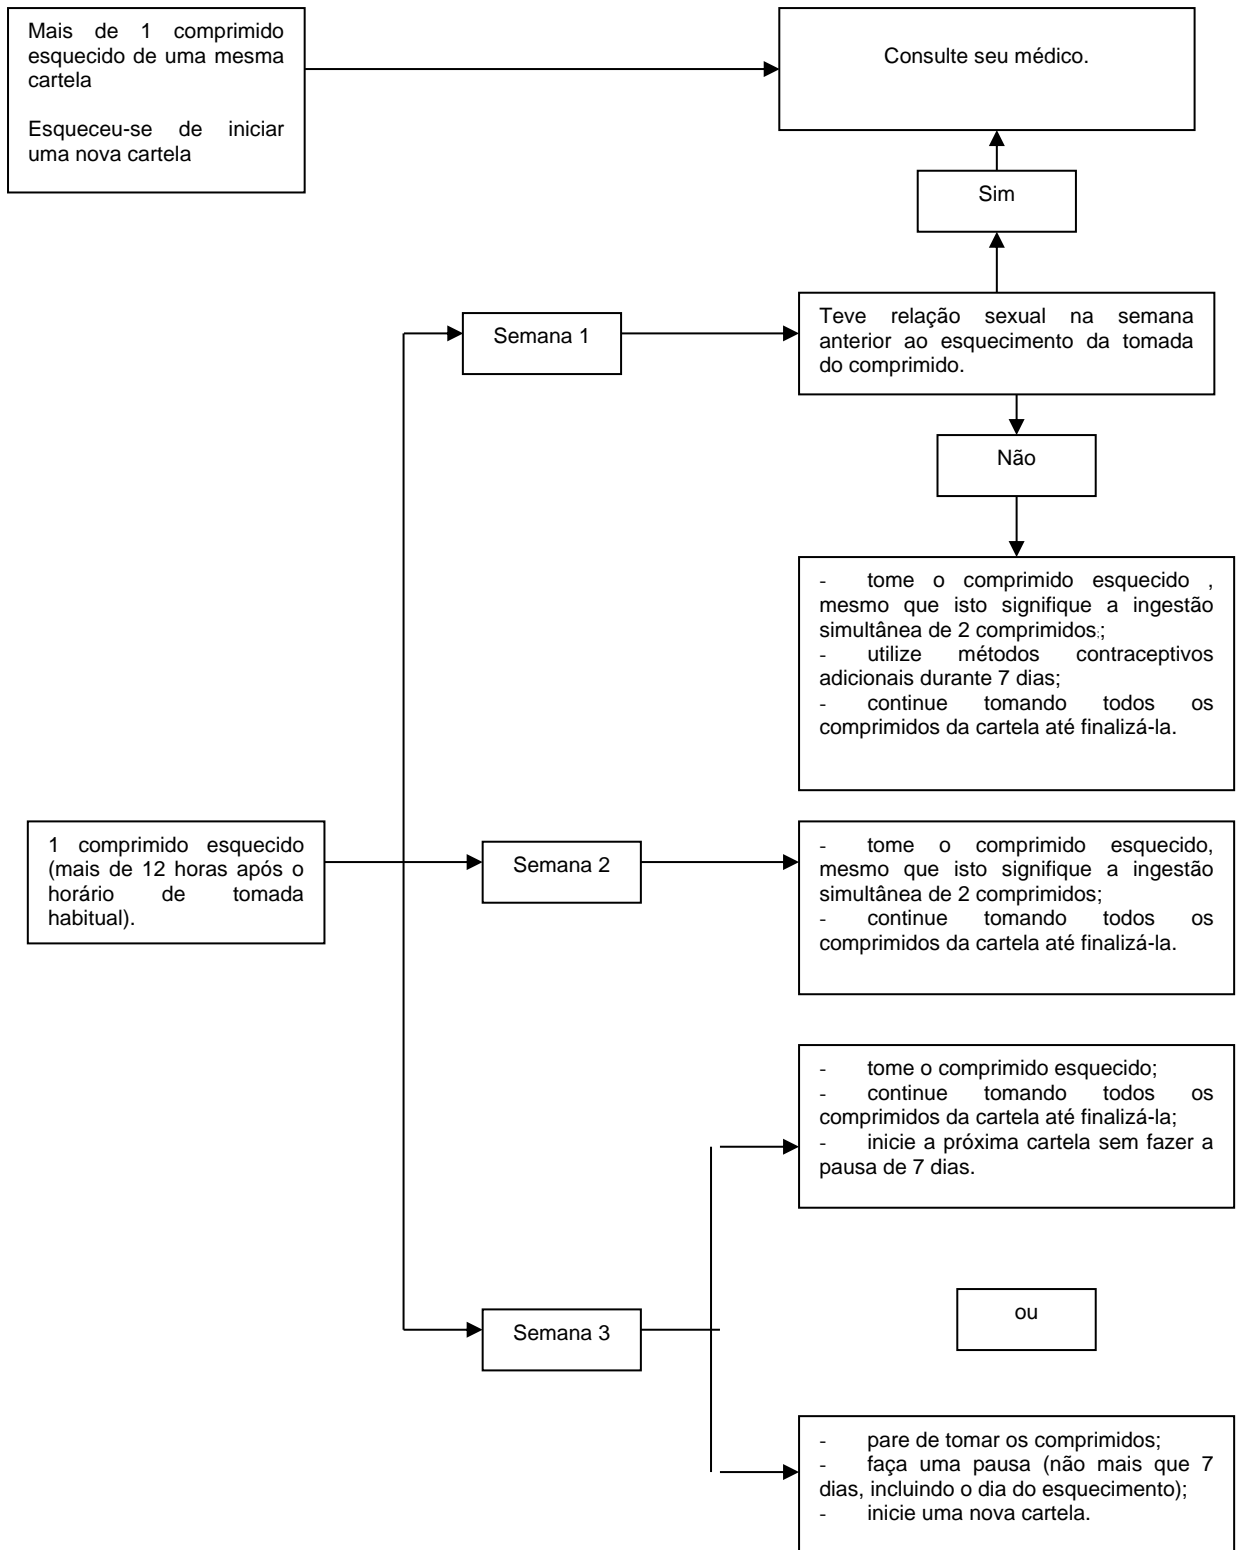 Mais de 1 comprimido
esquecido de uma mesma
cartela
Esqueceu-se de iniciar
uma nova cartela
Consulte seu médico.
Sim
Semana 1
Teve relação sexual na semana
anterior ao esquecimento da tomada
do comprimido.
Não
- tome o comprimido esquecido ,
mesmo que isto signifique a ingestão
simultânea de 2 comprimidos;;
- utilize métodos contraceptivos
adicionais durante 7 dias;
- continue tomando todos os
comprimidos da cartela até finalizá-la.
1 comprimido esquecido
(mais de 12 horas após o
horário de tomada
habitual).
Semana 2
- tome o comprimido esquecido,
mesmo que isto signifique a ingestão
simultânea de 2 comprimidos;
- continue tomando todos os
comprimidos da cartela até finalizá-la.
- tome o comprimido esquecido;
- continue tomando todos os
comprimidos da cartela até finalizá-la;
- inicie a próxima cartela sem fazer a
pausa de 7 dias.
Semana 3
ou
- pare de tomar os comprimidos;
- faça uma pausa (não mais que 7
dias, incluindo o dia do esquecimento);
- inicie uma nova cartela.